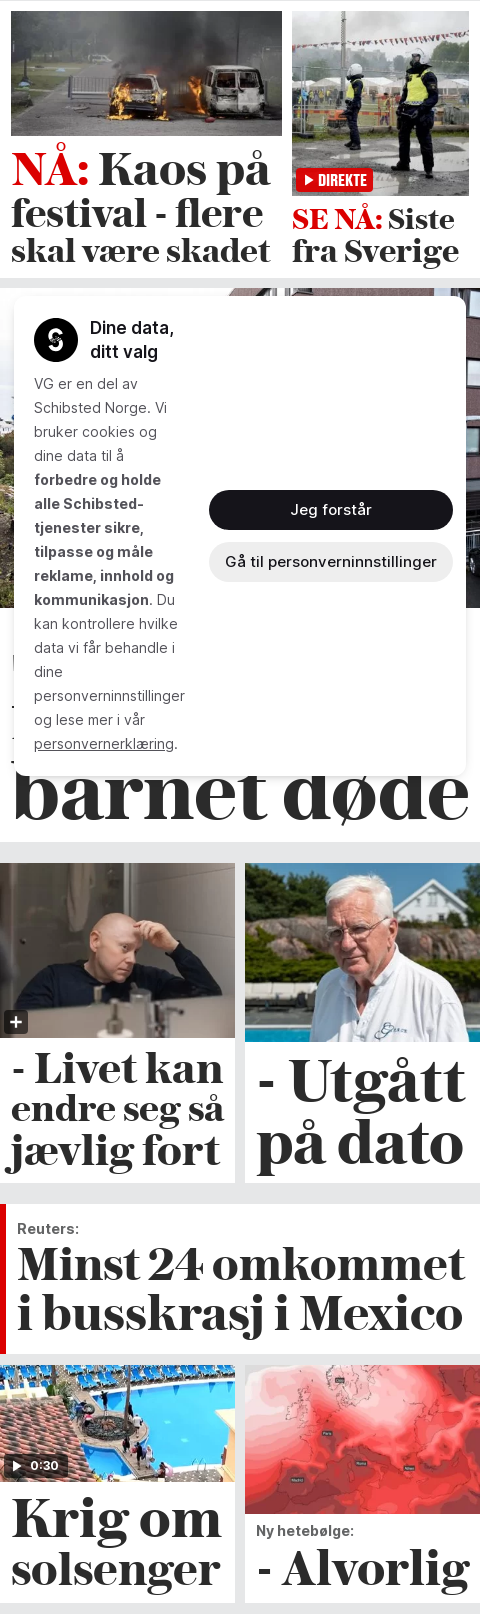 NÅ: Kaos på
festival - flere
skal være skadet
DIREKTE
SE NÅ: Siste
fra Sverige
Dine data,
ditt valg
VG er en del av
Schibsted Norge. Vi
bruker cookies og
dine data til å
forbedre og holde
alle Schibsted-
tjenester sikre,
tilpasse og måle
reklame, innhold og
kommunikasjon. Du
kan kontrollere hvilke
data vi får behandle i
dine
personverninnstillinger
og lese mer i vår
personvernerklæring.
Jeg forstår
Gå til personverninnstillinger
barnet døde
- Livet kan
endre seg så
jævlig fort
- Utgått
på dato
Reuters:
Minst 24 omkommet
i busskrasj i Mexico
0:30
Krig om
solsenger
Ny hetebølge:
- Alvorlig